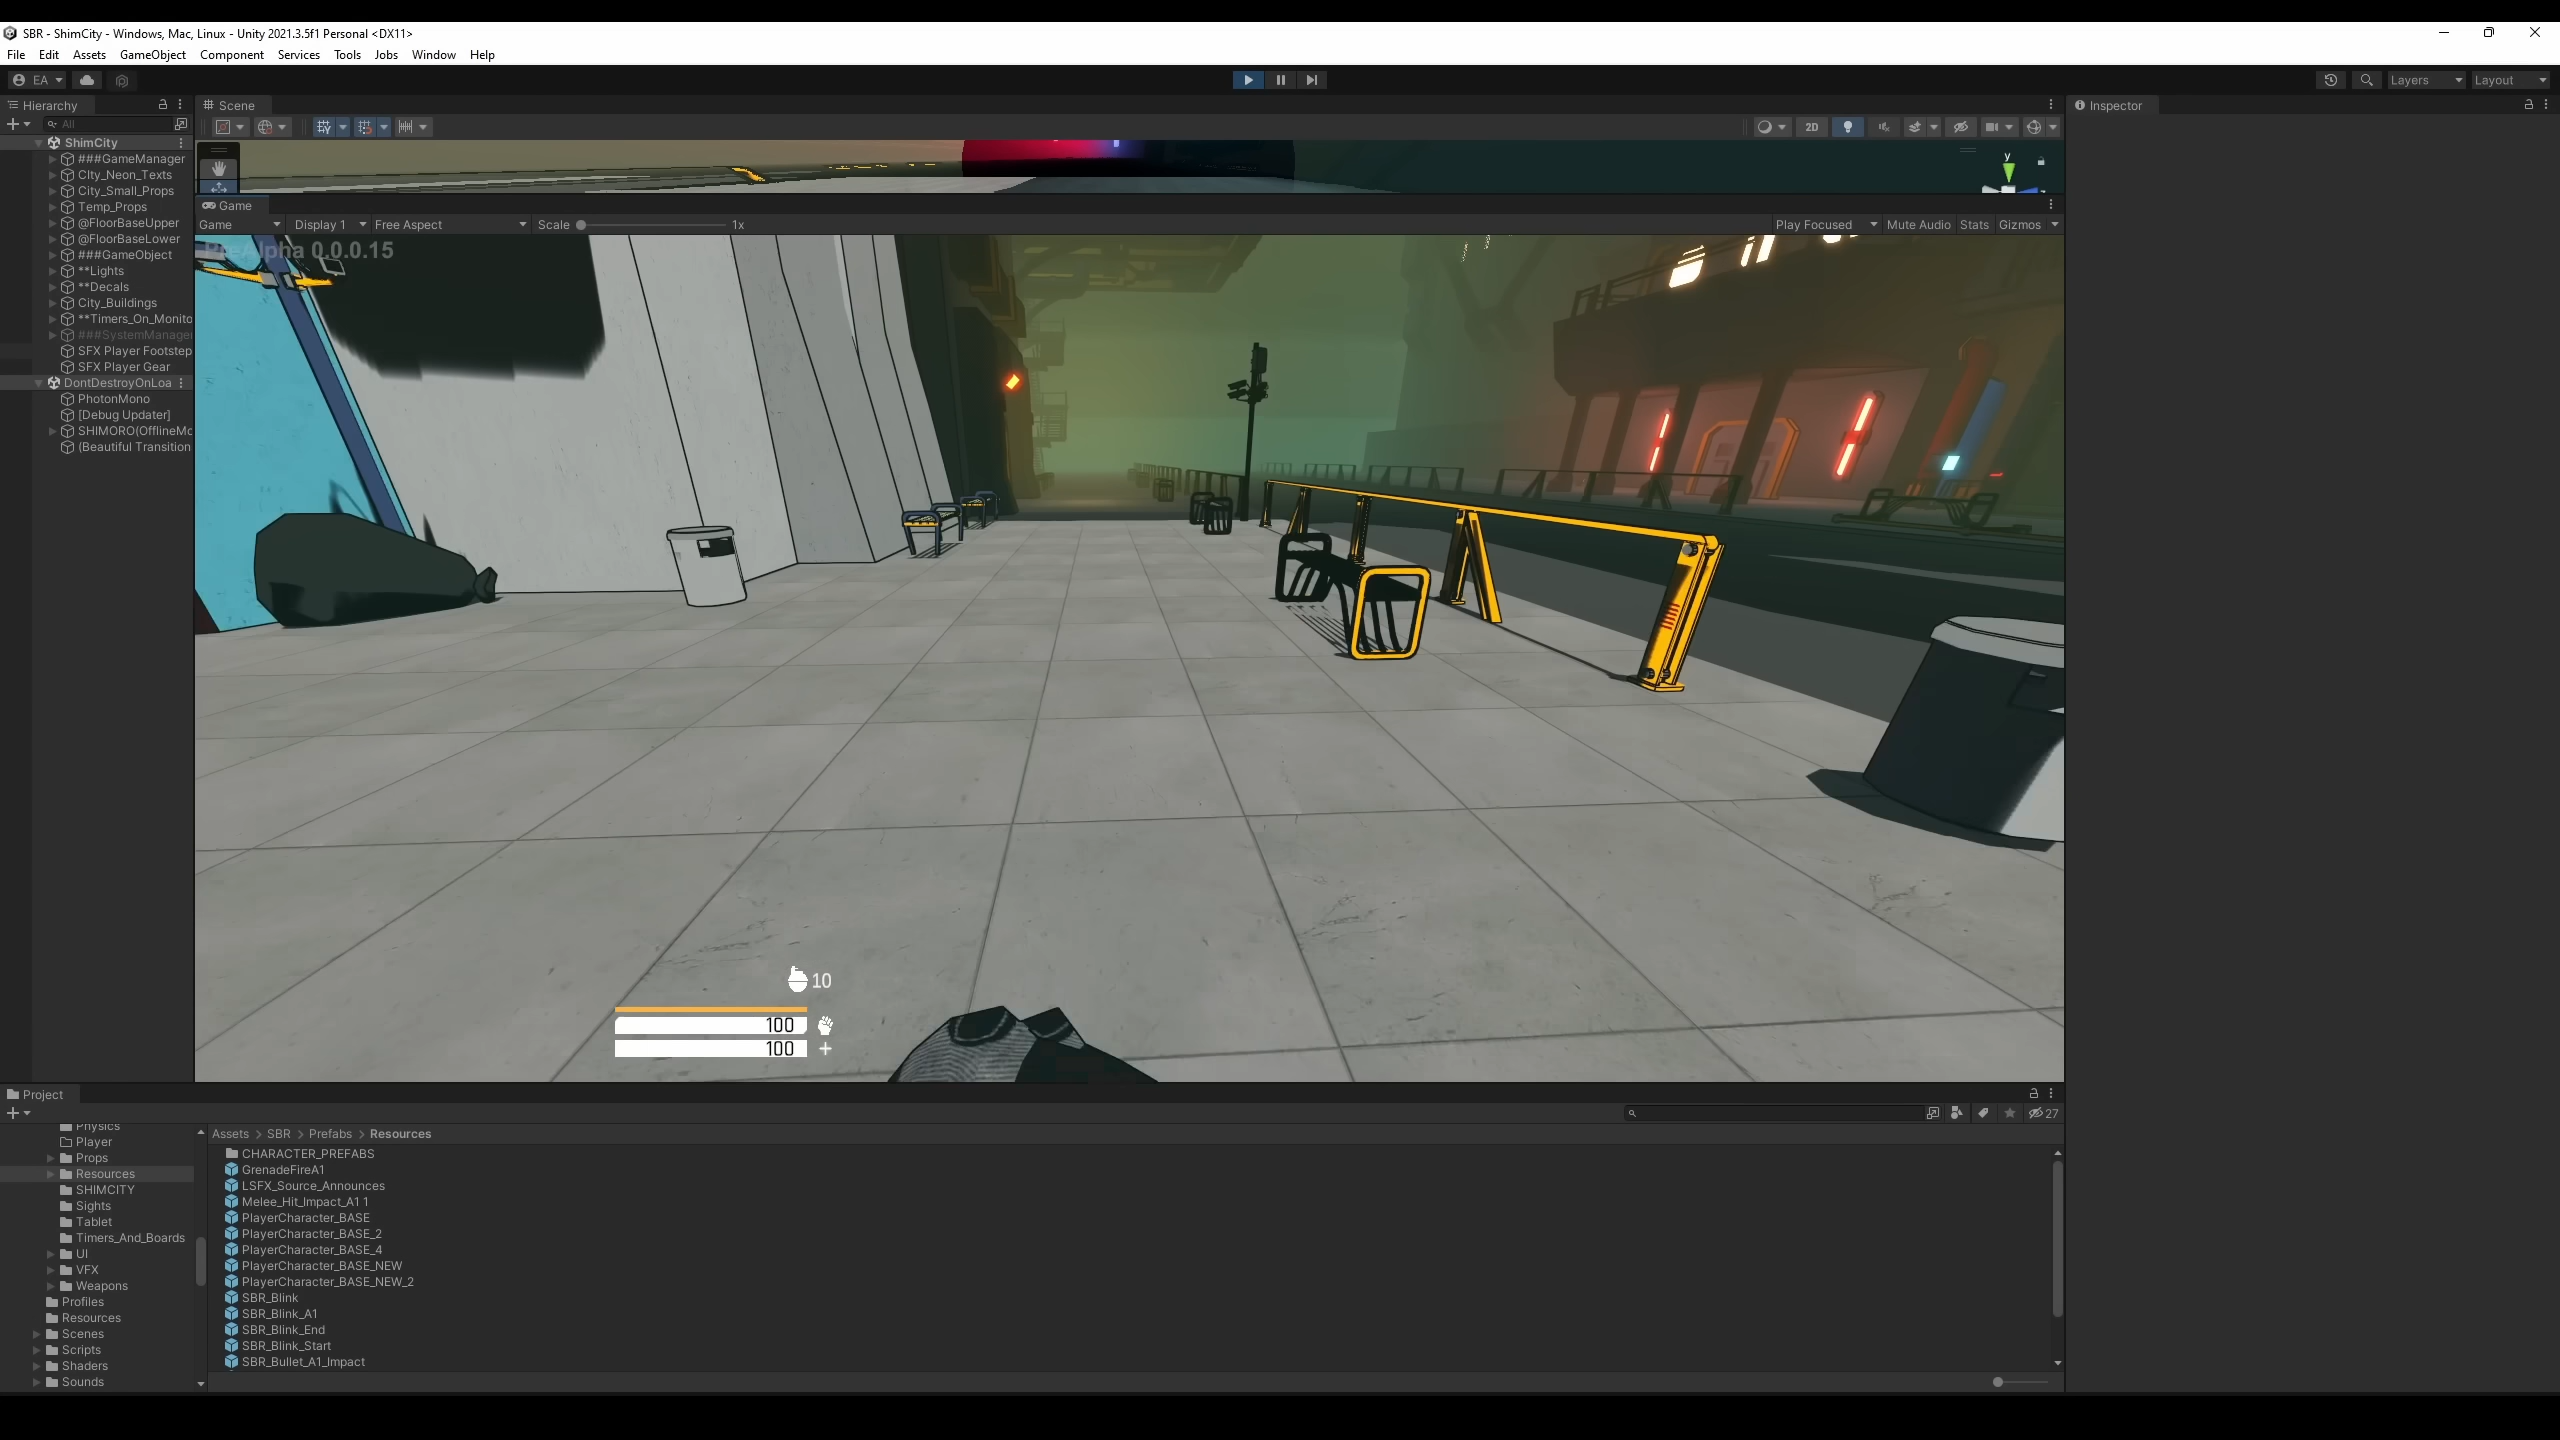 SBR - ShimCity - Windows, Mac, Linux - Unity 2021.3.5f1 Personal <DX11>
File Edit Assets GameObject Component Services Tools Jobs Window Help
EA
Layers
Layout
Hierarchy
All
ShimCity
###GameManager
CIty_Neon_Texts
City_Small_Props
Temp_Props
@FloorBaseUpper
@FloorBaseLower
###GameObject
**Lights
**Decals
City_Buildings
**Timers_On_Monito
###SystemManager
SFX Player Footstep
SFX Player Gear
DontDestroyOnLoa
PhotonMono
[Debug Updater]
SHIMORO(OfflineMo
(Beautiful Transition
Scene
2D
y
Game
Game Display 1 Free Aspect Scale 1x
Play Focused Mute Audio Stats Gizmos
PreAlpha 0.0.0.15
10
100
100
Inspector
Project
27
Physics
Player
Props
Resources
SHIMCITY
Sights
Tablet
Timers_And_Boards
UI
VFX
Weapons
Profiles
Resources
Scenes
Scripts
Shaders
Sounds
Assets > SBR > Prefabs > Resources
CHARACTER_PREFABS
GrenadeFireA1
LSFX_Source_Announces
Melee_Hit_Impact_A1 1
PlayerCharacter_BASE
PlayerCharacter_BASE_2
PlayerCharacter_BASE_4
PlayerCharacter_BASE_NEW
PlayerCharacter_BASE_NEW_2
SBR_Blink
SBR_Blink_A1
SBR_Blink_End
SBR_Blink_Start
SBR_Bullet_A1_Impact